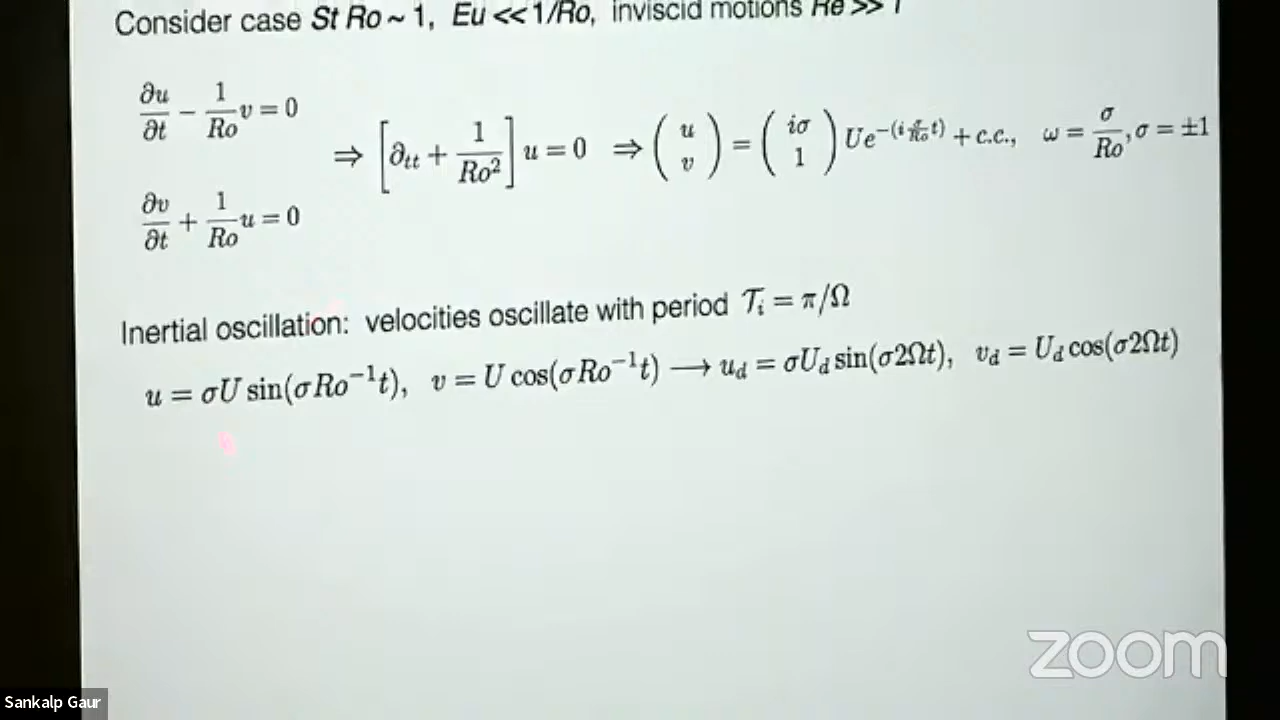 Consider case St Ro ~ 1, Eu << 1/Ro, inviscid motions Re >> 1
∂u/∂t − 1/Ro v = 0
⇒ [∂tt + 1/Ro²] u = 0 ⇒ (u v) = (iσ 1) Ue^−(i σ/Ro t) + c.c., ω = σ/Ro, σ = ±1
∂v/∂t + 1/Ro u = 0
Inertial oscillation: velocities oscillate with period 𝒯i = π/Ω
u = σU sin(σRo⁻¹t), v = U cos(σRo⁻¹t) ⟶ ud = σUd sin(σ2Ωt), vd = Ud cos(σ2Ωt)
zoom
Sankalp Gaur